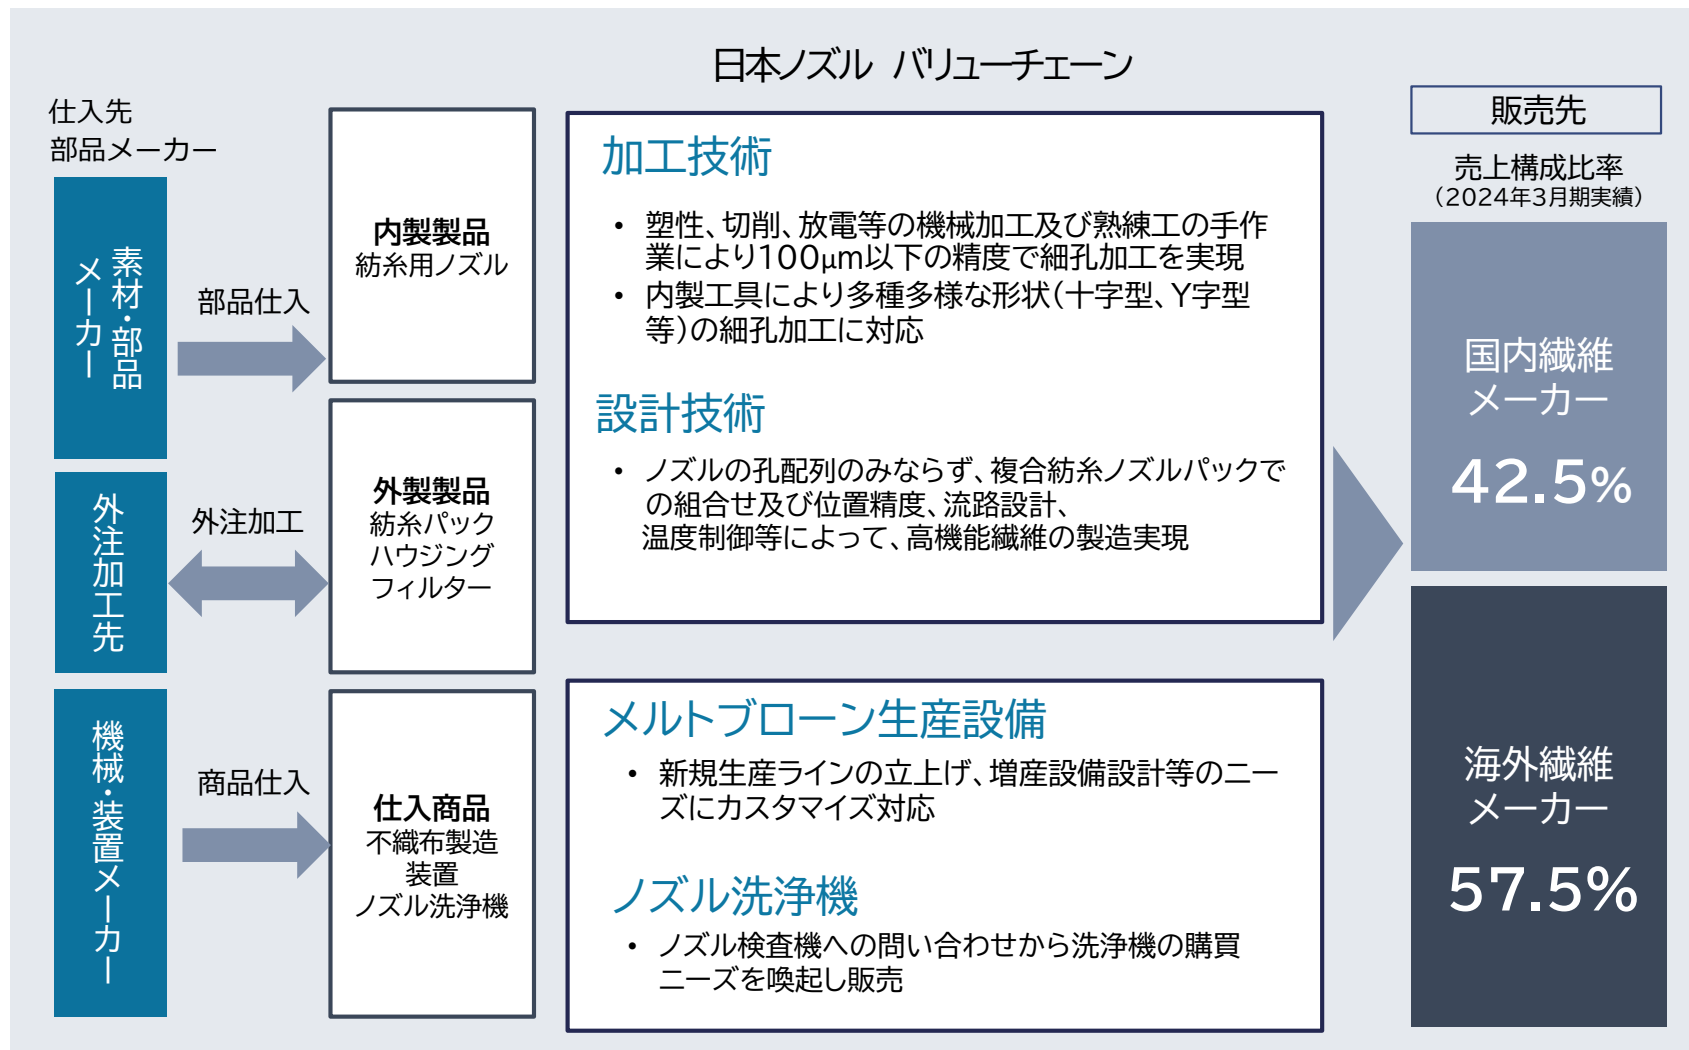 日本ノズル バリューチェーン
仕入先
部品メーカー
素材・部品
メーカー
部品仕入
外注加工先
外注加工
機械・装置メーカー
商品仕入
内製製品
紡糸用ノズル
外製製品
紡糸パック
ハウジング
フィルター
仕入商品
不織布製造
装置
ノズル洗浄機
加工技術
• 塑性、切削、放電等の機械加工及び熟練工の手作
業により100μm以下の精度で細孔加工を実現
• 内製工具により多種多様な形状(十字型、Y字型
等)の細孔加工に対応
設計技術
• ノズルの孔配列のみならず、複合紡糸ノズルパックで
の組合せ及び位置精度、流路設計、
温度制御等によって、高機能繊維の製造実現
メルトブローン生産設備
• 新規生産ラインの立上げ、増産設備設計等のニー
ズにカスタマイズ対応
ノズル洗浄機
• ノズル検査機への問い合わせから洗浄機の購買
ニーズを喚起し販売
販売先
売上構成比率
(2024年3月期実績)
国内繊維
メーカー
42.5%
海外繊維
メーカー
57.5%